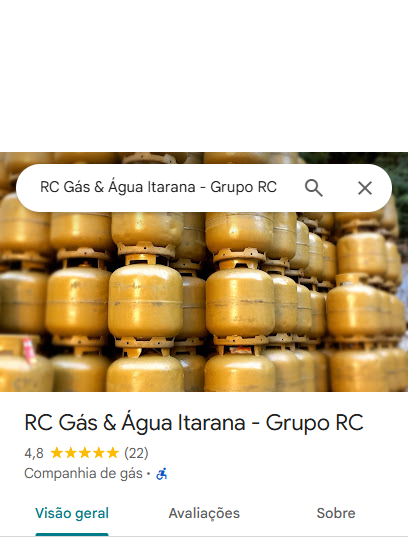 RC Gás & Água Itarana - Grupo RC
RC Gás & Água Itarana - Grupo RC
4,8 ★★★★★ (22)
Companhia de gás ·
Visão geral Avaliações Sobre